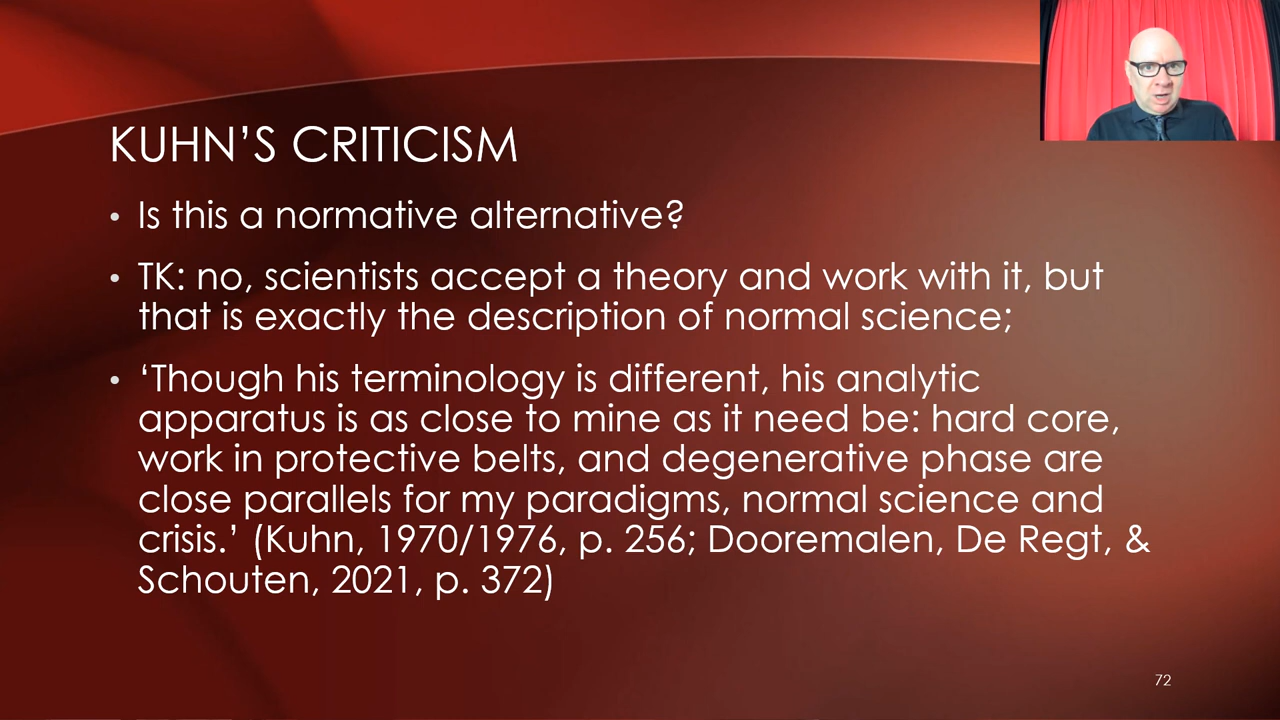 KUHN’S CRITICISM
• Is this a normative alternative?
• TK: no, scientists accept a theory and work with it, but
that is exactly the description of normal science;
• ‘Though his terminology is different, his analytic
apparatus is as close to mine as it need be: hard core,
work in protective belts, and degenerative phase are
close parallels for my paradigms, normal science and
crisis.’ (Kuhn, 1970/1976, p. 256; Dooremalen, De Regt, &
Schouten, 2021, p. 372)
72